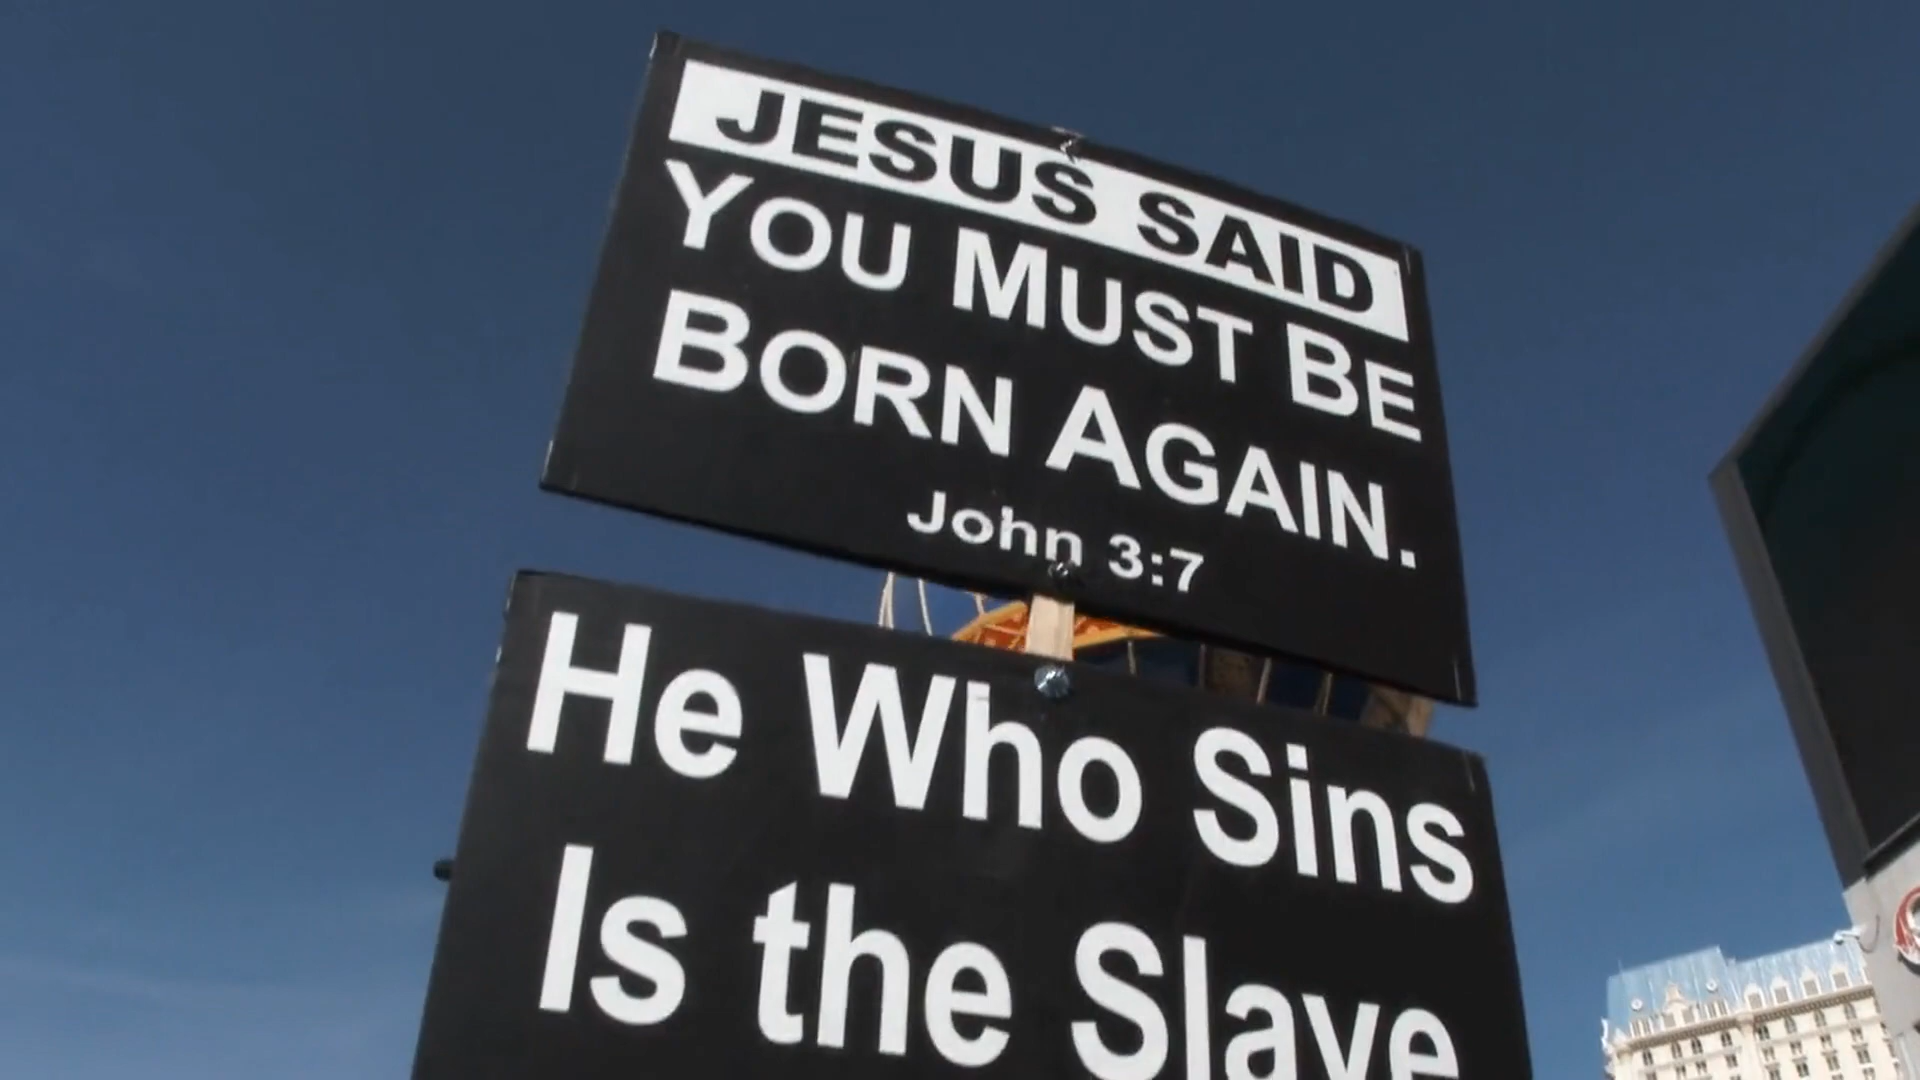 JESUS SAID
YOU MUST BE
BORN AGAIN.
John 3:7
He Who Sins
Is the Slave